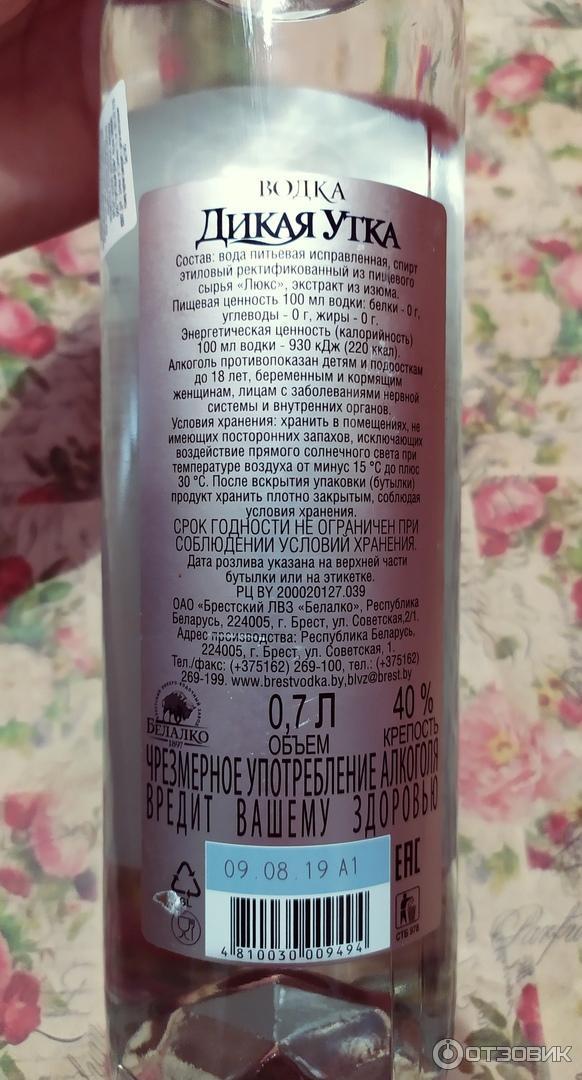 ВОДКА
ДИКАЯ УТКА
Состав: вода питьевая исправленная, спирт
этиловый ректификованный из пищевого
сырья «Люкс», экстракт из изюма.
Пищевая ценность 100 мл водки: белки - 0 г,
углеводы - 0 г, жиры - 0 г.
Энергетическая ценность (калорийность)
100 мл водки - 930 кДж (220 ккал).
Алкоголь противопоказан детям и подросткам
до 18 лет, беременным и кормящим
женщинам, лицам с заболеваниями нервной
системы и внутренних органов.
Условия хранения: хранить в помещениях, не
имеющих посторонних запахов, исключающих
воздействие прямого солнечного света при
температуре воздуха от минус 15 °С до плюс
30 °С. После вскрытия упаковки (бутылки)
продукт хранить плотно закрытым, соблюдая
условия хранения.
СРОК ГОДНОСТИ НЕ ОГРАНИЧЕН ПРИ
СОБЛЮДЕНИИ УСЛОВИЙ ХРАНЕНИЯ.
Дата розлива указана на верхней части
бутылки или на этикетке.
РЦ BY 200020127.039
ОАО «Брестский ЛВЗ «Белалко», Республика
Беларусь, 224005, г. Брест, ул. Советская,2/1.
Адрес производства: Республика Беларусь,
224005, г. Брест, ул. Советская, 1.
Тел./факс: (+375162) 269-100, тел.: (+375162)
269-199. www.brestvodka.by,blvz@brest.by
БЕЛАЛКО
1897
0,7 Л
ОБЪЕМ
40 %
КРЕПОСТЬ
ЧРЕЗМЕРНОЕ УПОТРЕБЛЕНИЕ АЛКОГОЛЯ
ВРЕДИТ ВАШЕМУ ЗДОРОВЬЮ
09.08.19 А1
EAC
GL
СТБ 978
4 810030 009494
ОТЗОВИК